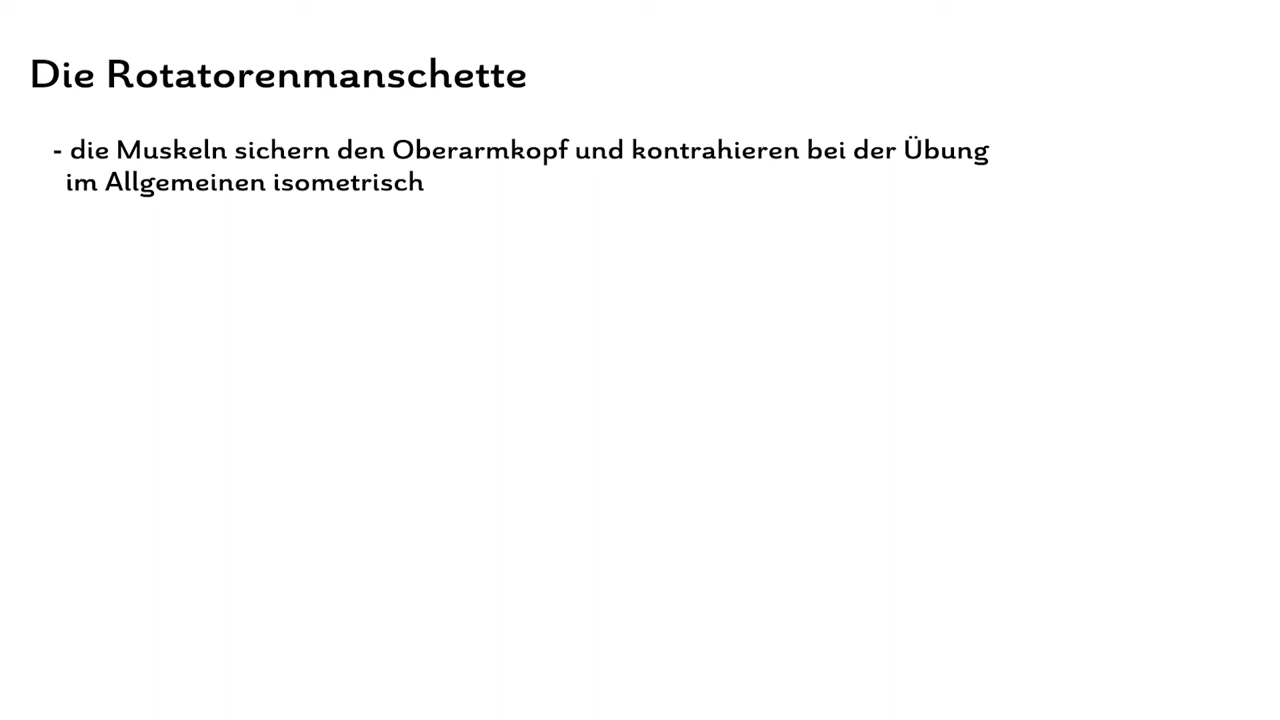 Die Rotatorenmanschette
- die Muskeln sichern den Oberarmkopf und kontrahieren bei der Übung
im Allgemeinen isometrisch